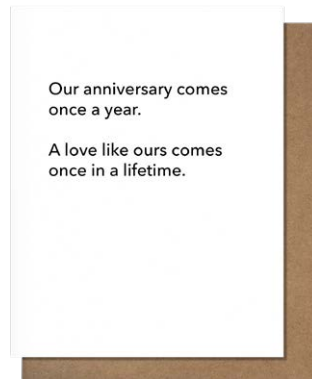 Our anniversary comes
once a year.
A love like ours comes
once in a lifetime.